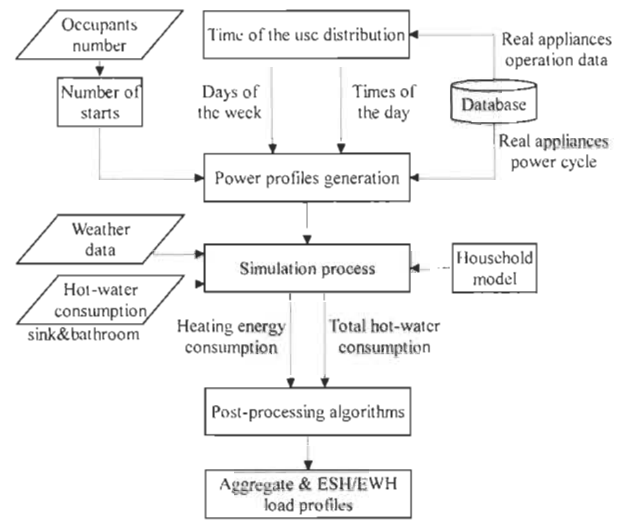 Occupants
number
Time of the use distribution
Real appliances
operation data
Number of
starts
Days of
the week
Times of
the day
Database
Real appliances
power cycle
Power profiles generation
Weather
data
Simulation process
Household
model
Hot-water
consumption
sink&bathroom
Heating energy
consumption
Total hot-water
consumption
Post-processing algorithms
Aggregate & ESH/EWH
load profiles